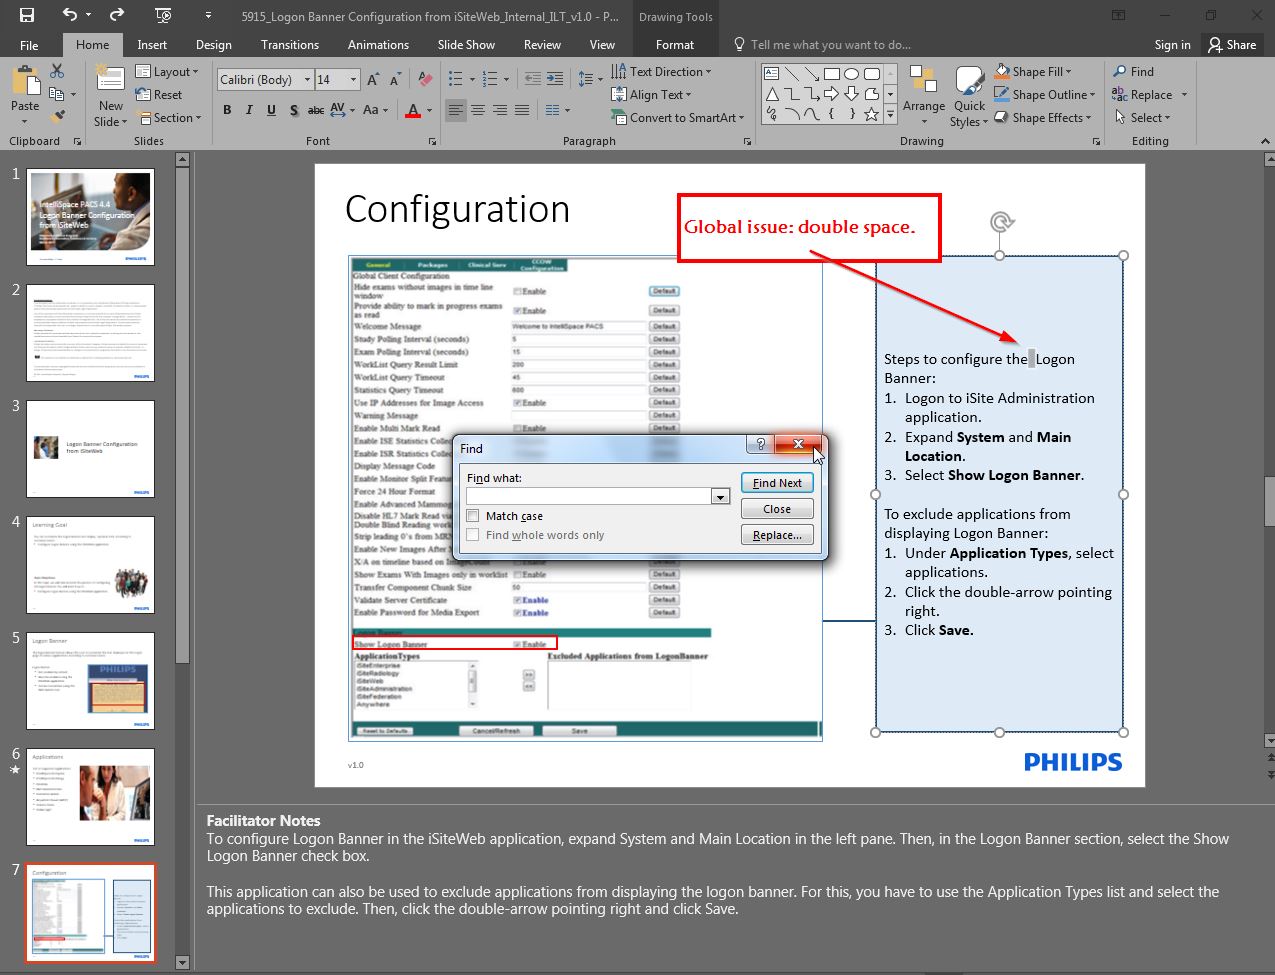 5915_Logon Banner Configuration from iSiteWeb_Internal_ILT_v1.0 - P...
Drawing Tools
File
Home
Insert
Design
Transitions
Animations
Slide Show
Review
View
Format
Tell me what you want to do...
Sign in
Share
Paste
Clipboard
New
Slide
Layout
Reset
Section
Slides
Calibri (Body)
14
B I U S abc AV Aa A
Font
Text Direction
Align Text
Convert to SmartArt
Paragraph
Arrange
Quick
Styles
Shape Fill
Shape Outline
Shape Effects
Drawing
Find
Replace
Select
Editing
1
IntelliSpace PACS 4.4
Logon Banner Configuration
from iSiteWeb
PHILIPS
2
3
Logon Banner Configuration
from iSiteWeb
4
Learning Goal
5
Logon Banner
PHILIPS
6
Applications
7
Configuration
Configuration
Global issue: double space.
General
Packages
Clinical Serv
CCOW
Configuration
Global Client Configuration
Hide exams without images in time line
window
Enable
Default
Provide ability to mark in progress exams
as read
Enable
Default
Welcome Message
Welcome to IntelliSpace PACS
Default
Study Polling Interval (seconds)
5
Default
Exam Polling Interval (seconds)
15
Default
WorkList Query Result Limit
200
Default
WorkList Query Timeout
45
Default
Statistics Query Timeout
600
Default
Use IP Addresses for Image Access
Enable
Default
Warning Message
Default
Enable Multi Mark Read
Enable
Default
Enable ISE Statistics Collec
Enable ISR Statistics Collec
Display Message Code
Enable Monitor Split Featur
Force 24 Hour Format
Enable Advanced Mammog
Disable HL7 Mark Read via
Double Blind Reading work
Strip leading 0's from MRN
Enable New Images After M
X/A on timeline based on ImageCount
Enable
Default
Show Exams With Images only in worklist
Enable
Default
Transfer Component Chunk Size
50
Default
Validate Server Certificate
Enable
Default
Enable Password for Media Export
Enable
Default
Logon Banner
Show Logon Banner
Enable
ApplicationTypes
Excluded Applications from LogonBanner
iSiteEnterprise
iSiteRadiology
iSiteWeb
iSiteAdministration
iSiteFederation
Anywhere
>>
<<
Reset to Defaults
Cancel/Refresh
Save
Find
?
Find what:
Match case
Find whole words only
Find Next
Close
Replace...
Steps to configure the  Logon
Banner:
1. Logon to iSite Administration
application.
2. Expand System and Main
Location.
3. Select Show Logon Banner.
To exclude applications from
displaying Logon Banner:
1. Under Application Types, select
applications.
2. Click the double-arrow pointing
right.
3. Click Save.
v1.0
PHILIPS
Facilitator Notes
To configure Logon Banner in the iSiteWeb application, expand System and Main Location in the left pane. Then, in the Logon Banner section, select the Show
Logon Banner check box.
This application can also be used to exclude applications from displaying the logon banner. For this, you have to use the Application Types list and select the
applications to exclude. Then, click the double-arrow pointing right and click Save.